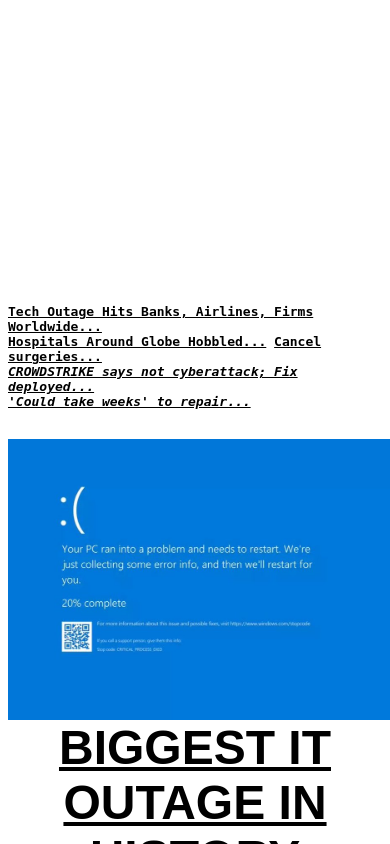 Tech Outage Hits Banks, Airlines, Firms
Worldwide...
Hospitals Around Globe Hobbled... Cancel
surgeries...
CROWDSTRIKE says not cyberattack; Fix
deployed...
'Could take weeks' to repair...
:(
Your PC ran into a problem and needs to restart. We're
just collecting some error info, and then we'll restart for
you.
20% complete
For more information about this issue and possible fixes, visit https://www.windows.com/stopcode
If you call a support person, give them this info:
Stop code: CRITICAL PROCESS DIED
BIGGEST IT
OUTAGE IN
HISTORY